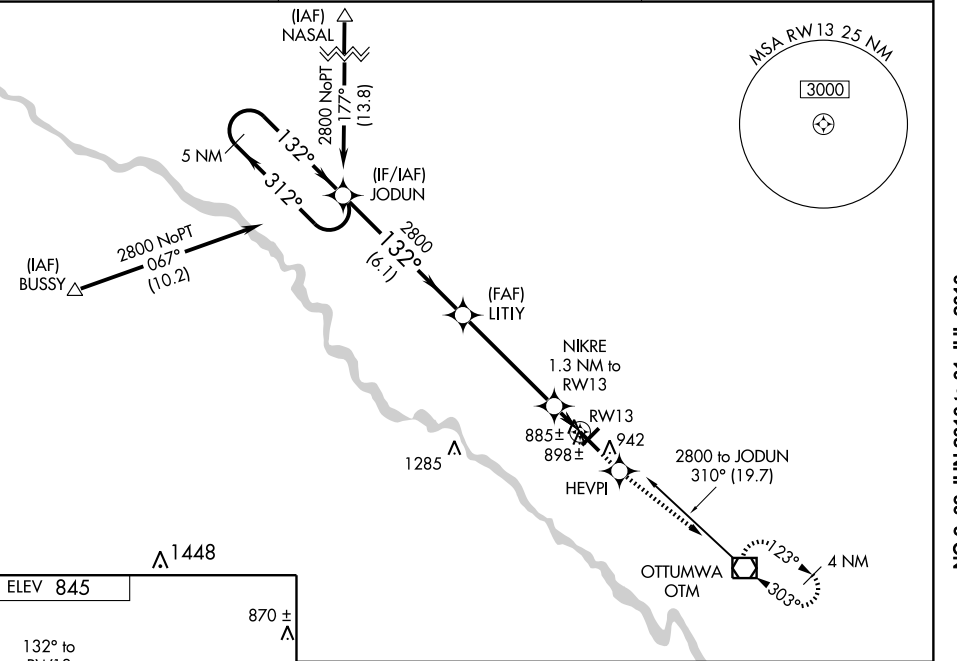 (IAF)
NASAL
2800 NoPT
177°
(13.8)
MSA RW13 25 NM
3000
5 NM
132°
312°
(IF/IAF)
JODUN
2800 NoPT
067°
(10.2)
(IAF)
BUSSY
2800
132°
(6.1)
(FAF)
LITIY
NIKRE
1.3 NM to
RW13
RW13
885±
898±
942
1285
HEVPI
2800 to JODUN
310° (19.7)
OTTUMWA
OTM
123°
303°
4 NM
1448
ELEV 845
870 ±
132° to